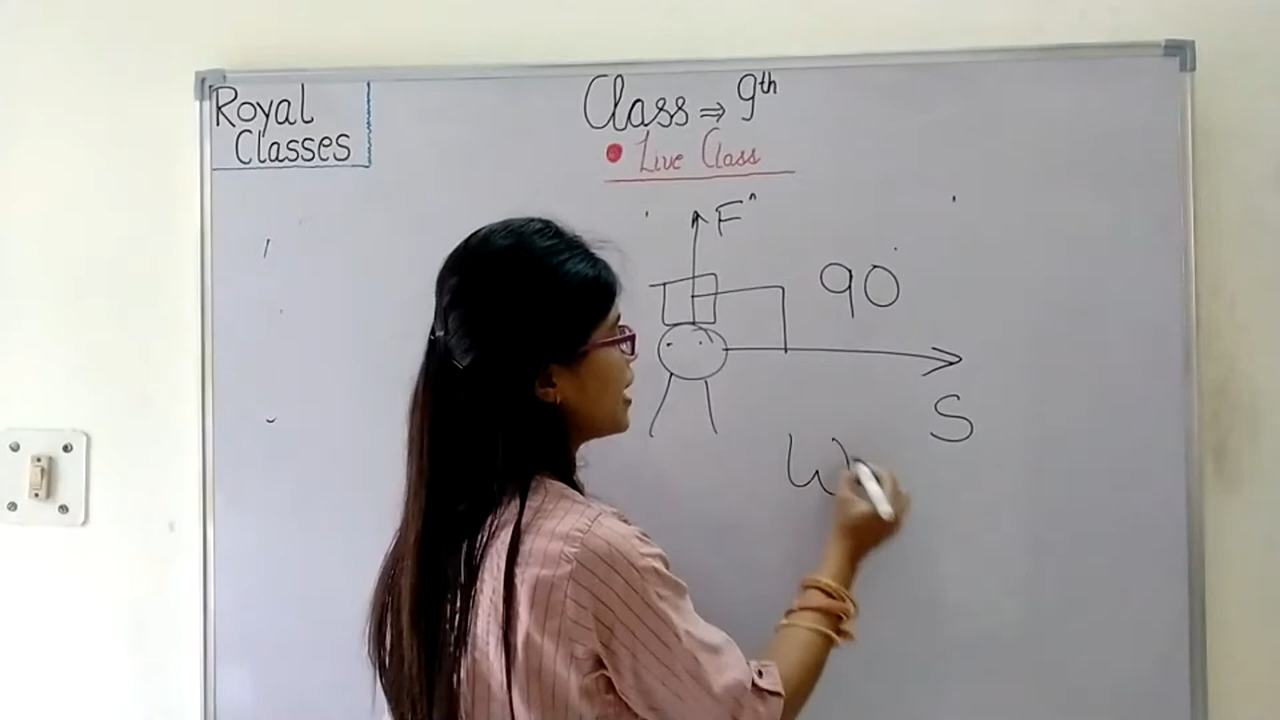 Royal
Classes
Class ⇒ 9th
• Live Class
F
90
S
W